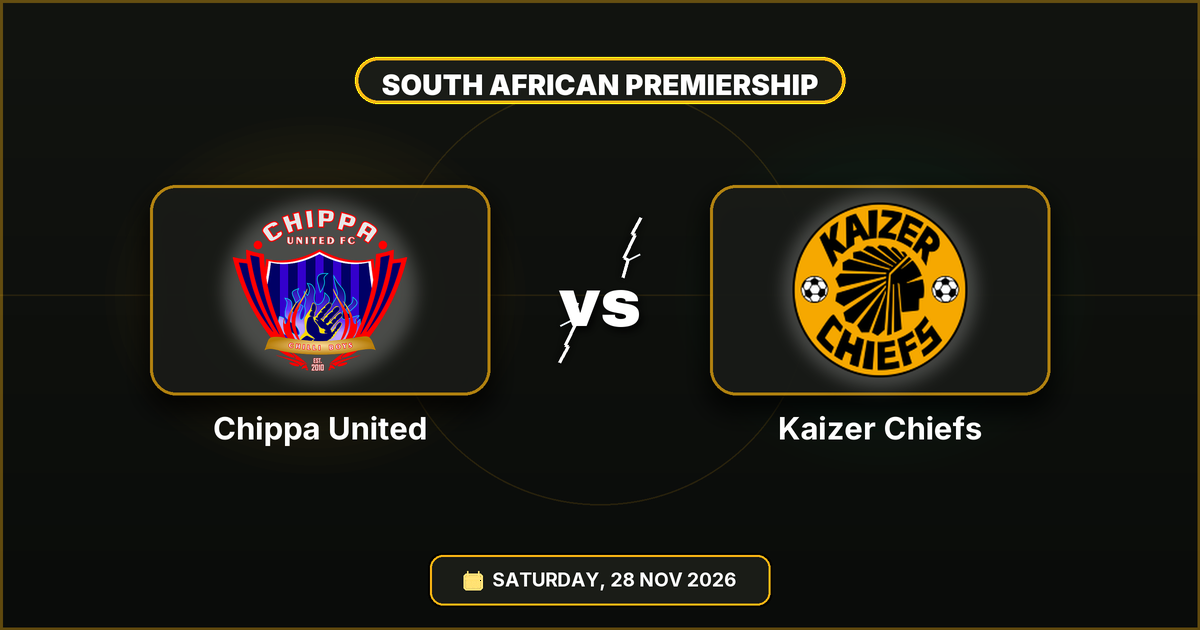 SOUTH AFRICAN PREMIERSHIP
CHIPPA
UNITED FC
EST.
2010
VS
KAIZER
CHIEFS
Chippa United
Kaizer Chiefs
SATURDAY, 28 NOV 2026